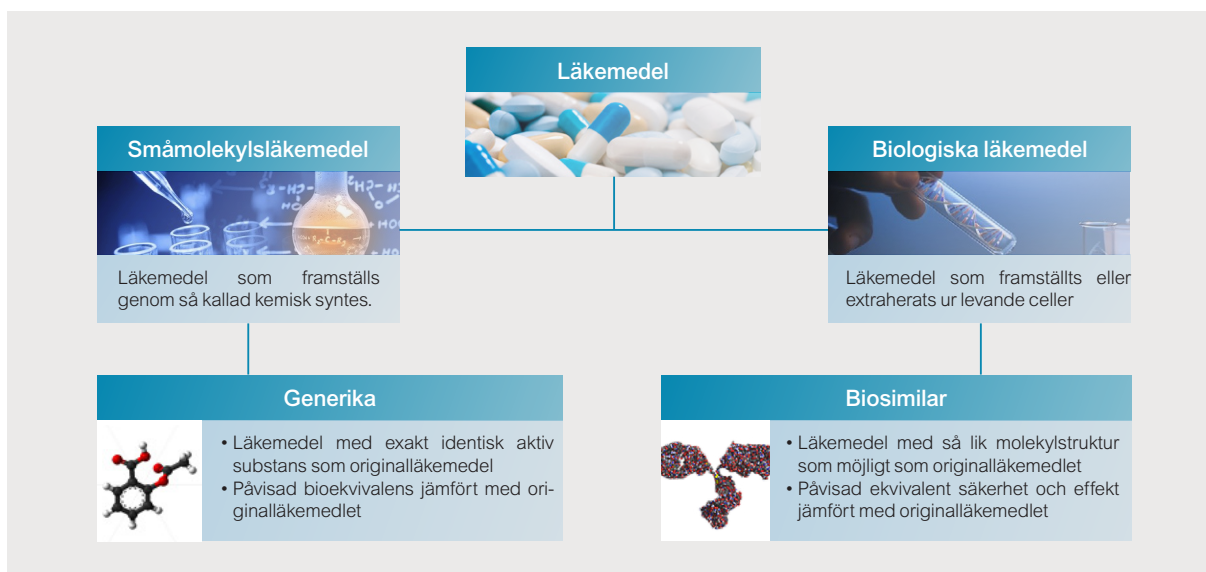 Läkemedel
Småmolekylsläkemedel
Läkemedel som framställs
genom så kallad kemisk syntes.
Biologiska läkemedel
Läkemedel som framställts eller
extraherats ur levande celler
Generika
• Läkemedel med exakt identisk aktiv
substans som originalläkemedel
• Påvisad bioekvivalens jämfört med ori-
ginalläkemedlet
Biosimilar
• Läkemedel med så lik molekylstruktur
som möjligt som originalläkemedlet
• Påvisad ekvivalent säkerhet och effekt
jämfört med originalläkemedlet